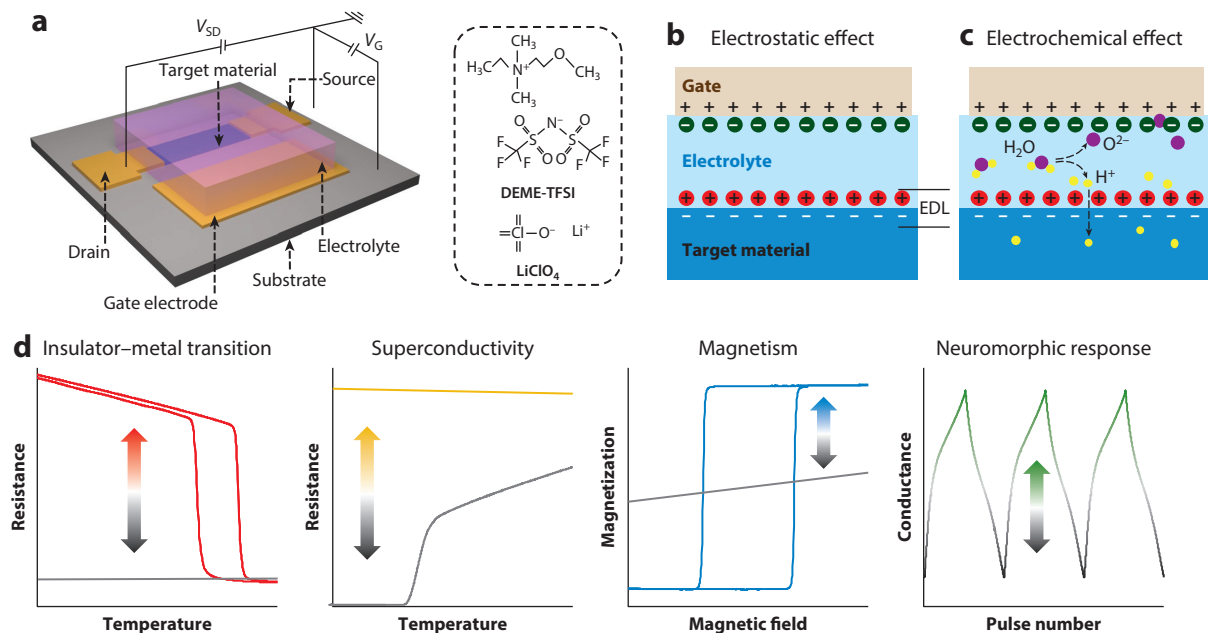 a
V_SD
V_G
Target material
Source
Drain
Gate electrode
Substrate
Electrolyte
CH₃
H₃C
N⁺
O
CH₃
CH₃
N⁻
O
O
S
S
F
F
F
O
O
F
F
F
DEME-TFSI
O
O
Cl
O⁻
Li⁺
O
LiClO₄
b Electrostatic effect
Gate
+ + + + + + + + + +
− − − − − − − − − −
Electrolyte
+ + + + + + + + + +
− − − − − − − − − −
Target material
EDL
c Electrochemical effect
+ + + + + + + + + +
− − − − − − − − − −
H₂O
O²⁻
H⁺
+ + + + + + + + + +
− − − − − − − − − −
d
Insulator–metal transition
Resistance
Temperature
Superconductivity
Resistance
Temperature
Magnetism
Magnetization
Magnetic field
Neuromorphic response
Conductance
Pulse number